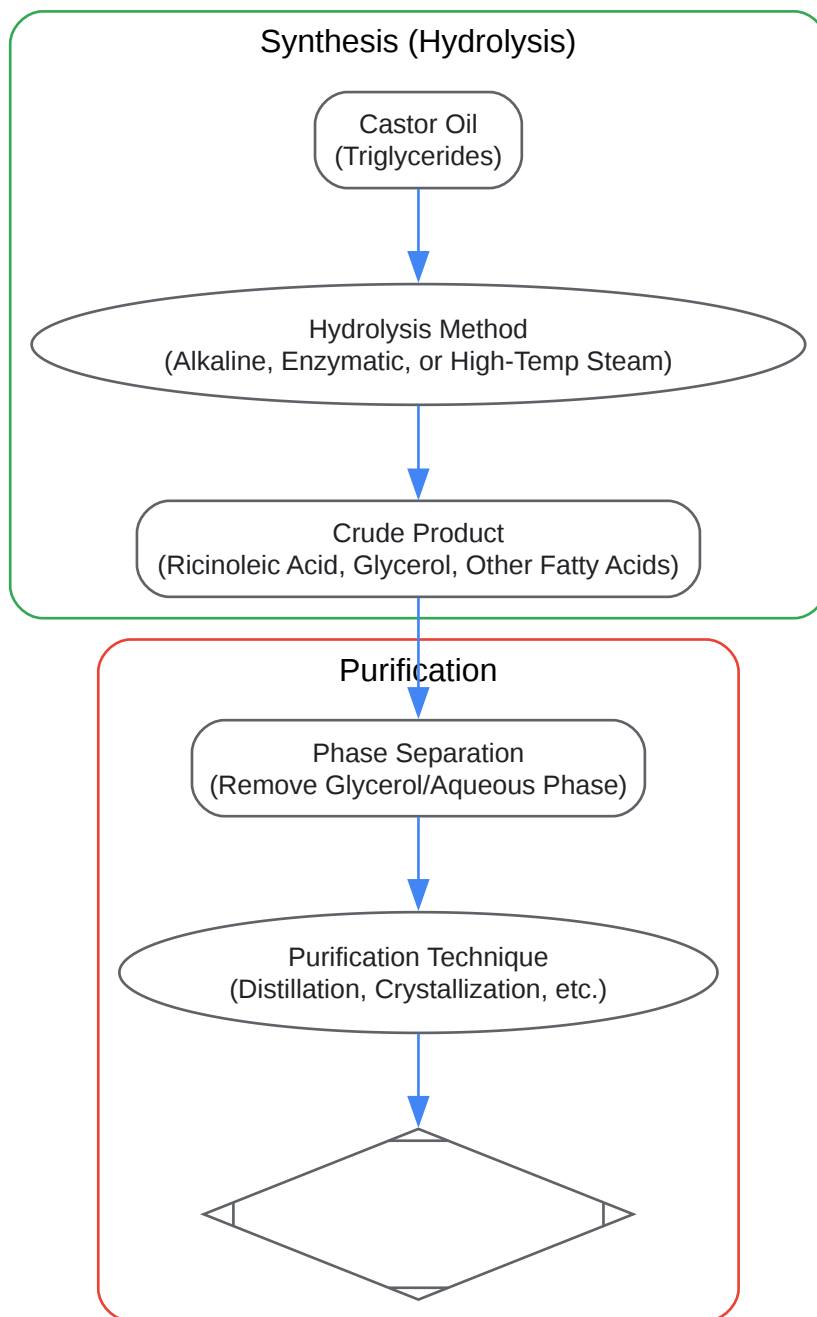 Synthesis (Hydrolysis)
Castor Oil
(Triglycerides)
Hydrolysis Method
(Alkaline, Enzymatic, or High-Temp Steam)
Crude Product
(Ricinoleic Acid, Glycerol, Other Fatty Acids)
Purification
Phase Separation
(Remove Glycerol/Aqueous Phase)
Purification Technique
(Distillation, Crystallization, etc.)